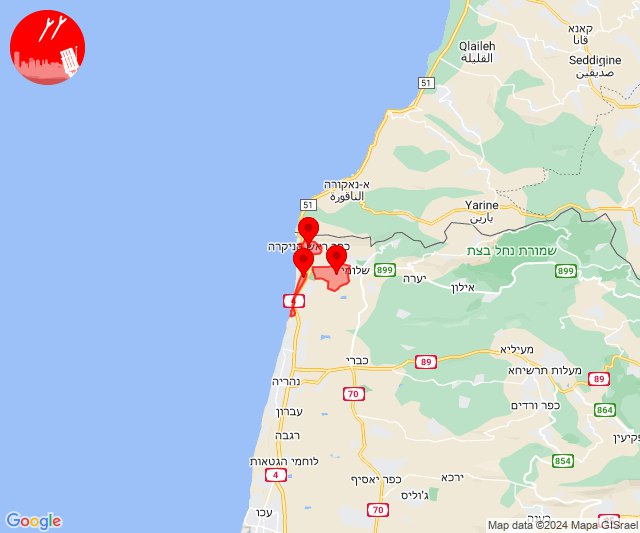 קאנא
قانا
Qlaileh
القليلة
Seddiqine
صديقين
51
א-נאקורה
الناقورة
Yarine
يارين
51
כפר ראש הניקרה
שמורת נחל בצת
שלומי
899
899
יערה
אילון
4
מעיליא
כברי
89
מעלות תרשיחא
89
נהריה
70
כפר ורדים
864
עברון
רגבה
פקיעין
854
לוחמי הגטאות
4
כפר יאסיף
ירכא
ג'וליס
70
עכו
Google
Map data ©2024 Mapa GISrael